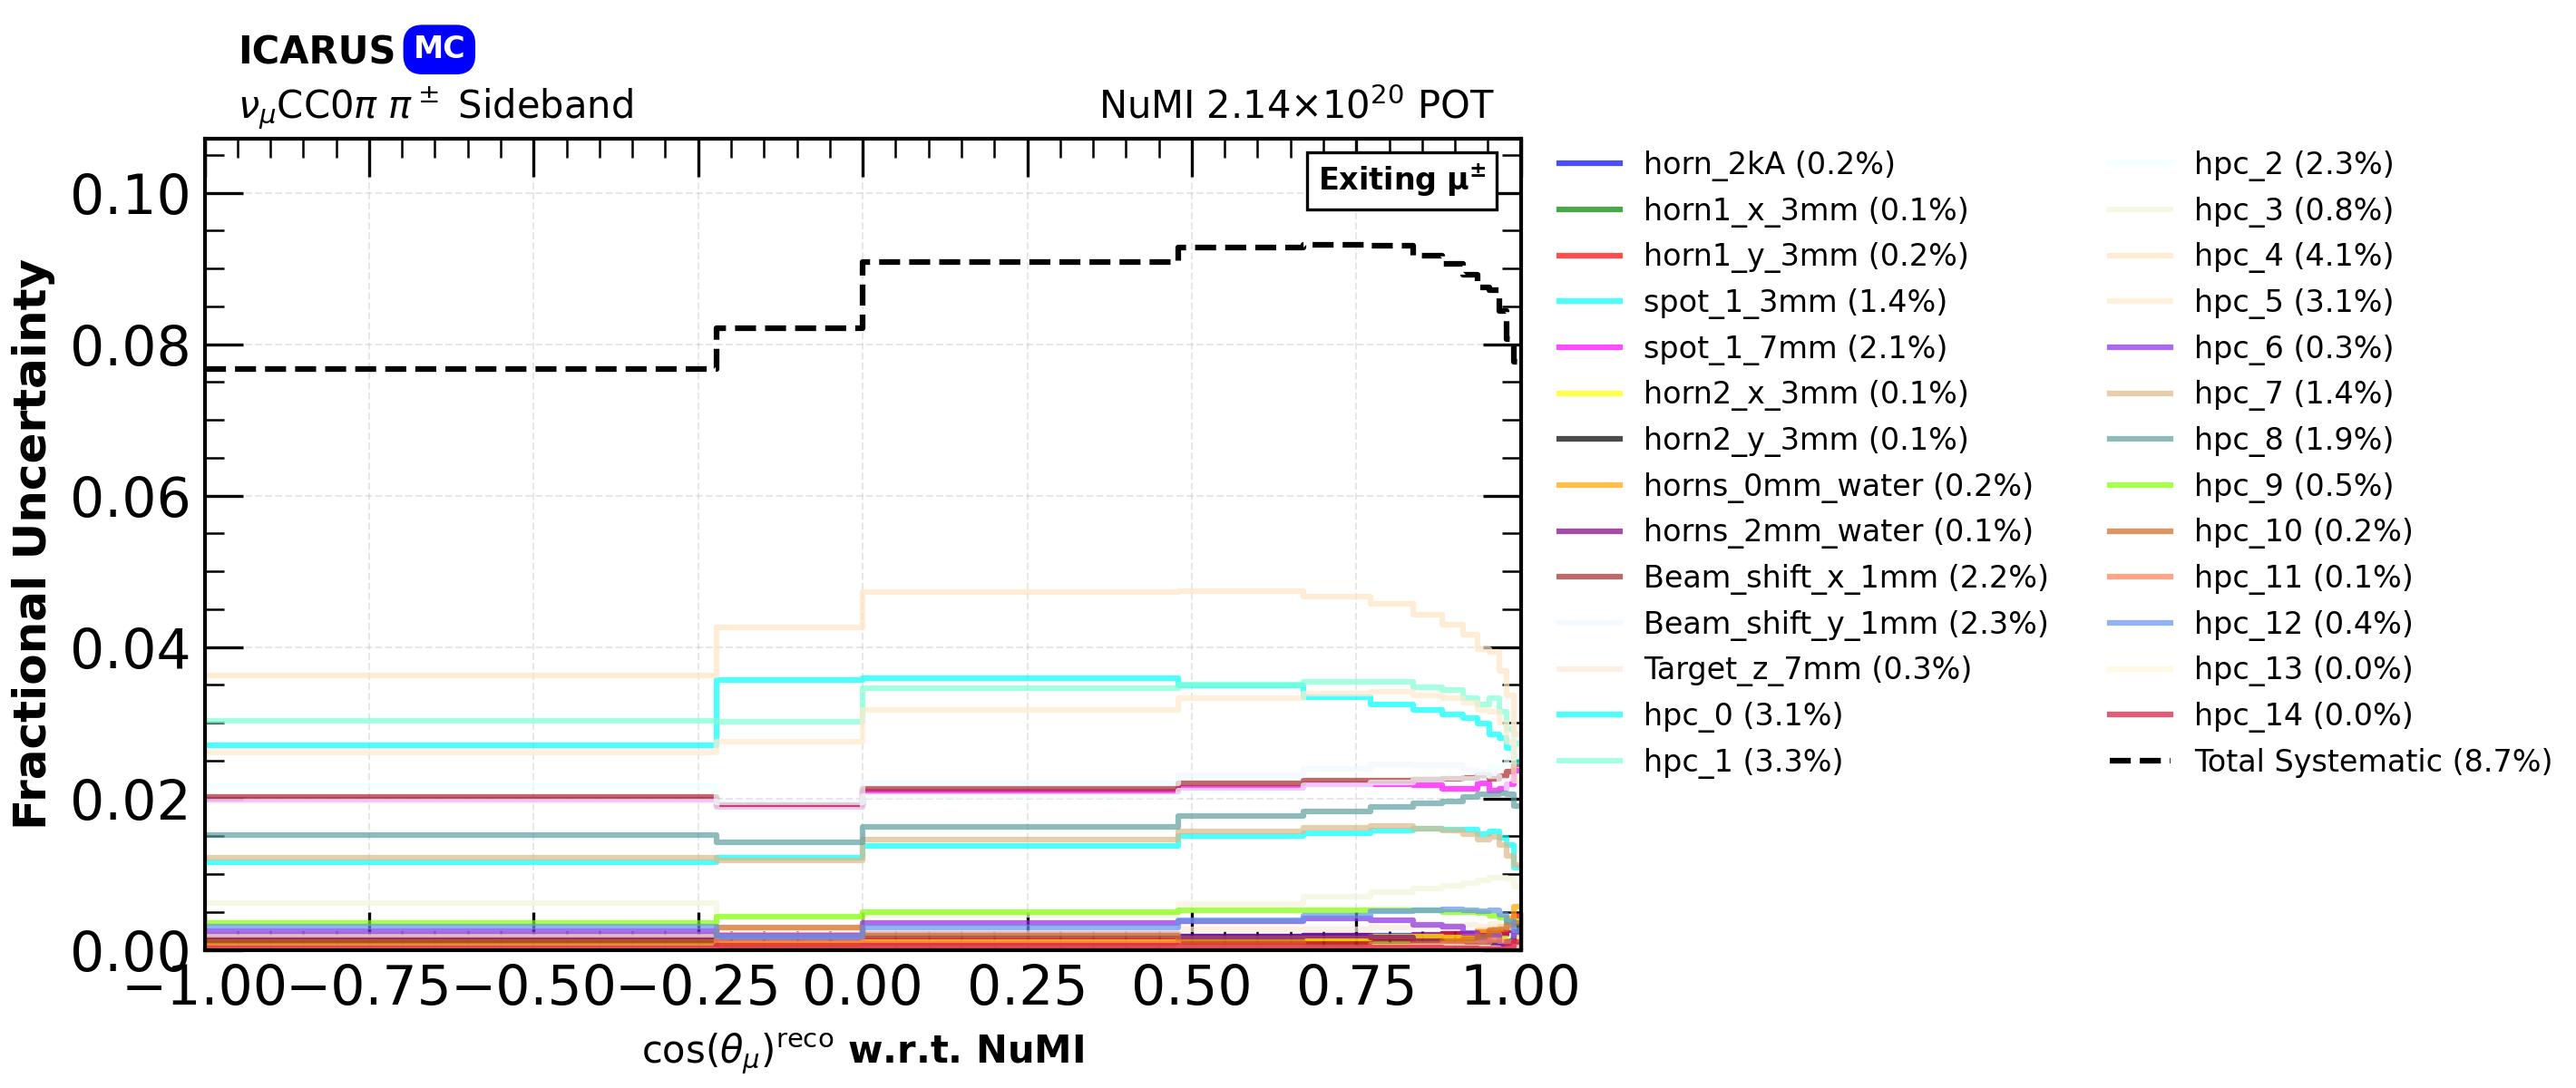 ICARUS MC
νμCC0π π± Sideband
NuMI 2.14×10²⁰ POT
Exiting μ±
Fractional Uncertainty
0.10
0.08
0.06
0.04
0.02
0.00
−1.00 −0.75 −0.50 −0.25 0.00 0.25 0.50 0.75 1.00
cos(θμ)reco w.r.t. NuMI
horn_2kA (0.2%)
horn1_x_3mm (0.1%)
horn1_y_3mm (0.2%)
spot_1_3mm (1.4%)
spot_1_7mm (2.1%)
horn2_x_3mm (0.1%)
horn2_y_3mm (0.1%)
horns_0mm_water (0.2%)
horns_2mm_water (0.1%)
Beam_shift_x_1mm (2.2%)
Beam_shift_y_1mm (2.3%)
Target_z_7mm (0.3%)
hpc_0 (3.1%)
hpc_1 (3.3%)
hpc_2 (2.3%)
hpc_3 (0.8%)
hpc_4 (4.1%)
hpc_5 (3.1%)
hpc_6 (0.3%)
hpc_7 (1.4%)
hpc_8 (1.9%)
hpc_9 (0.5%)
hpc_10 (0.2%)
hpc_11 (0.1%)
hpc_12 (0.4%)
hpc_13 (0.0%)
hpc_14 (0.0%)
Total Systematic (8.7%)